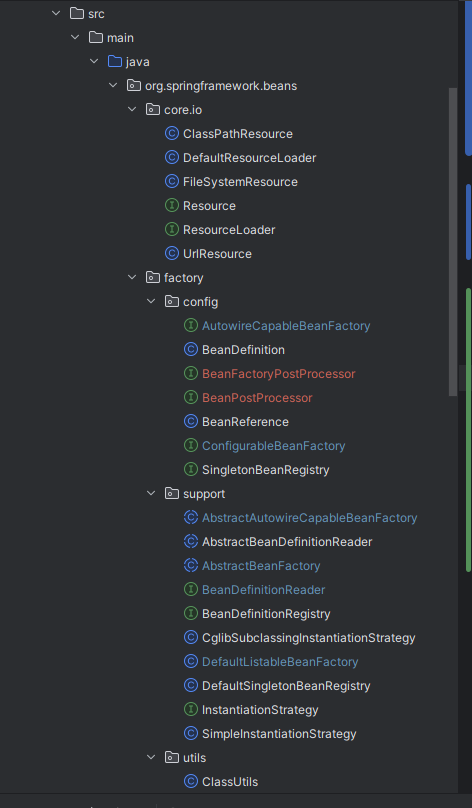 src
main
java
org.springframework.beans
core.io
ClassPathResource
DefaultResourceLoader
FileSystemResource
Resource
ResourceLoader
UrlResource
factory
config
AutowireCapableBeanFactory
BeanDefinition
BeanFactoryPostProcessor
BeanPostProcessor
BeanReference
ConfigurableBeanFactory
SingletonBeanRegistry
support
AbstractAutowireCapableBeanFactory
AbstractBeanDefinitionReader
AbstractBeanFactory
BeanDefinitionReader
BeanDefinitionRegistry
CglibSubclassingInstantiationStrategy
DefaultListableBeanFactory
DefaultSingletonBeanRegistry
InstantiationStrategy
SimpleInstantiationStrategy
utils
ClassUtils